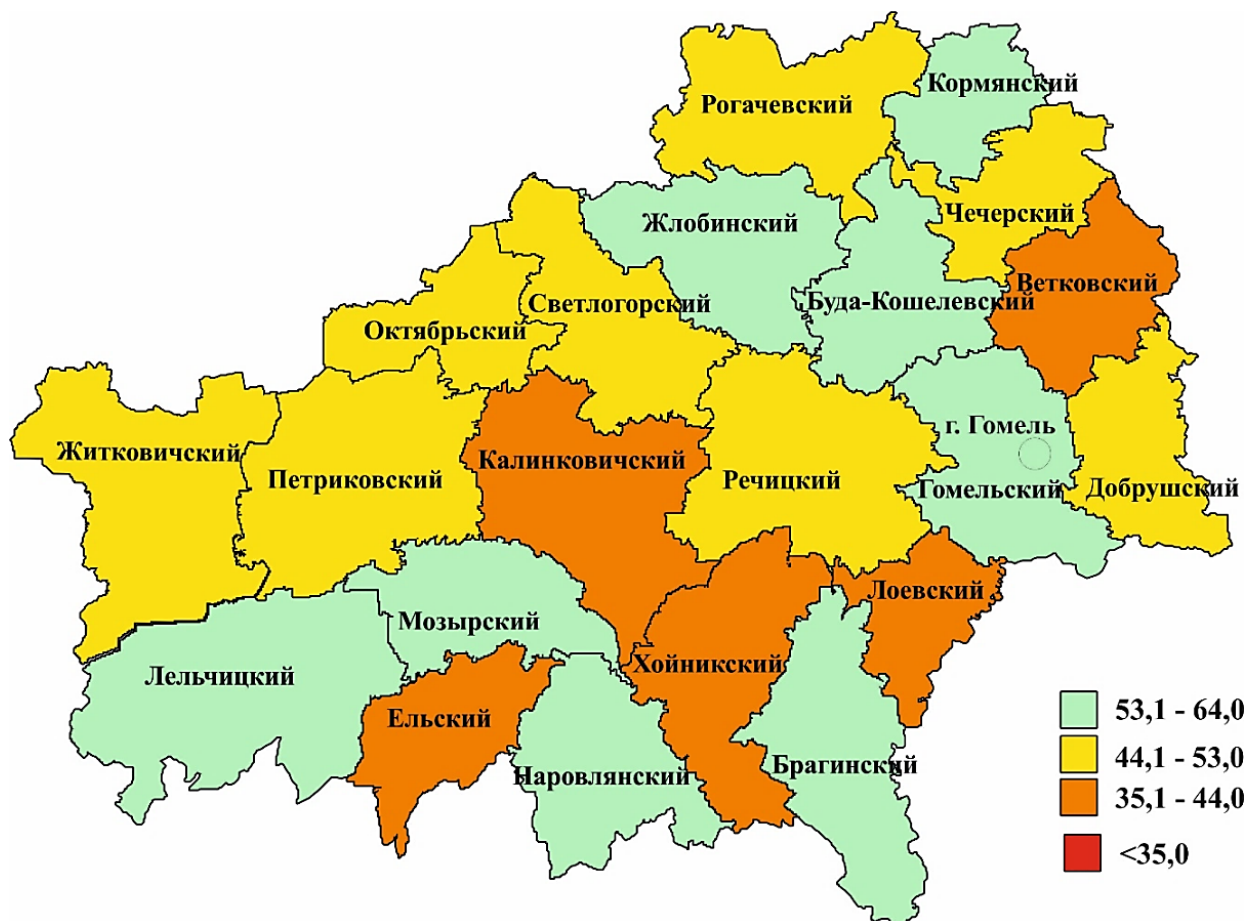 Кормянский
Рогачевский
Чечерский
Жлобинский
Ветковский
Светлогорский
Буда-Кошелевский
Октябрьский
г. Гомель
Житковичский
Калинковичский
Петриковский
Речицкий
Гомельский
Добрушский
Лоевский
Мозырский
Хойникский
Лельчицкий
Ельский
Наровлянский
Брагинский
53,1 - 64,0
44,1 - 53,0
35,1 - 44,0
<35,0